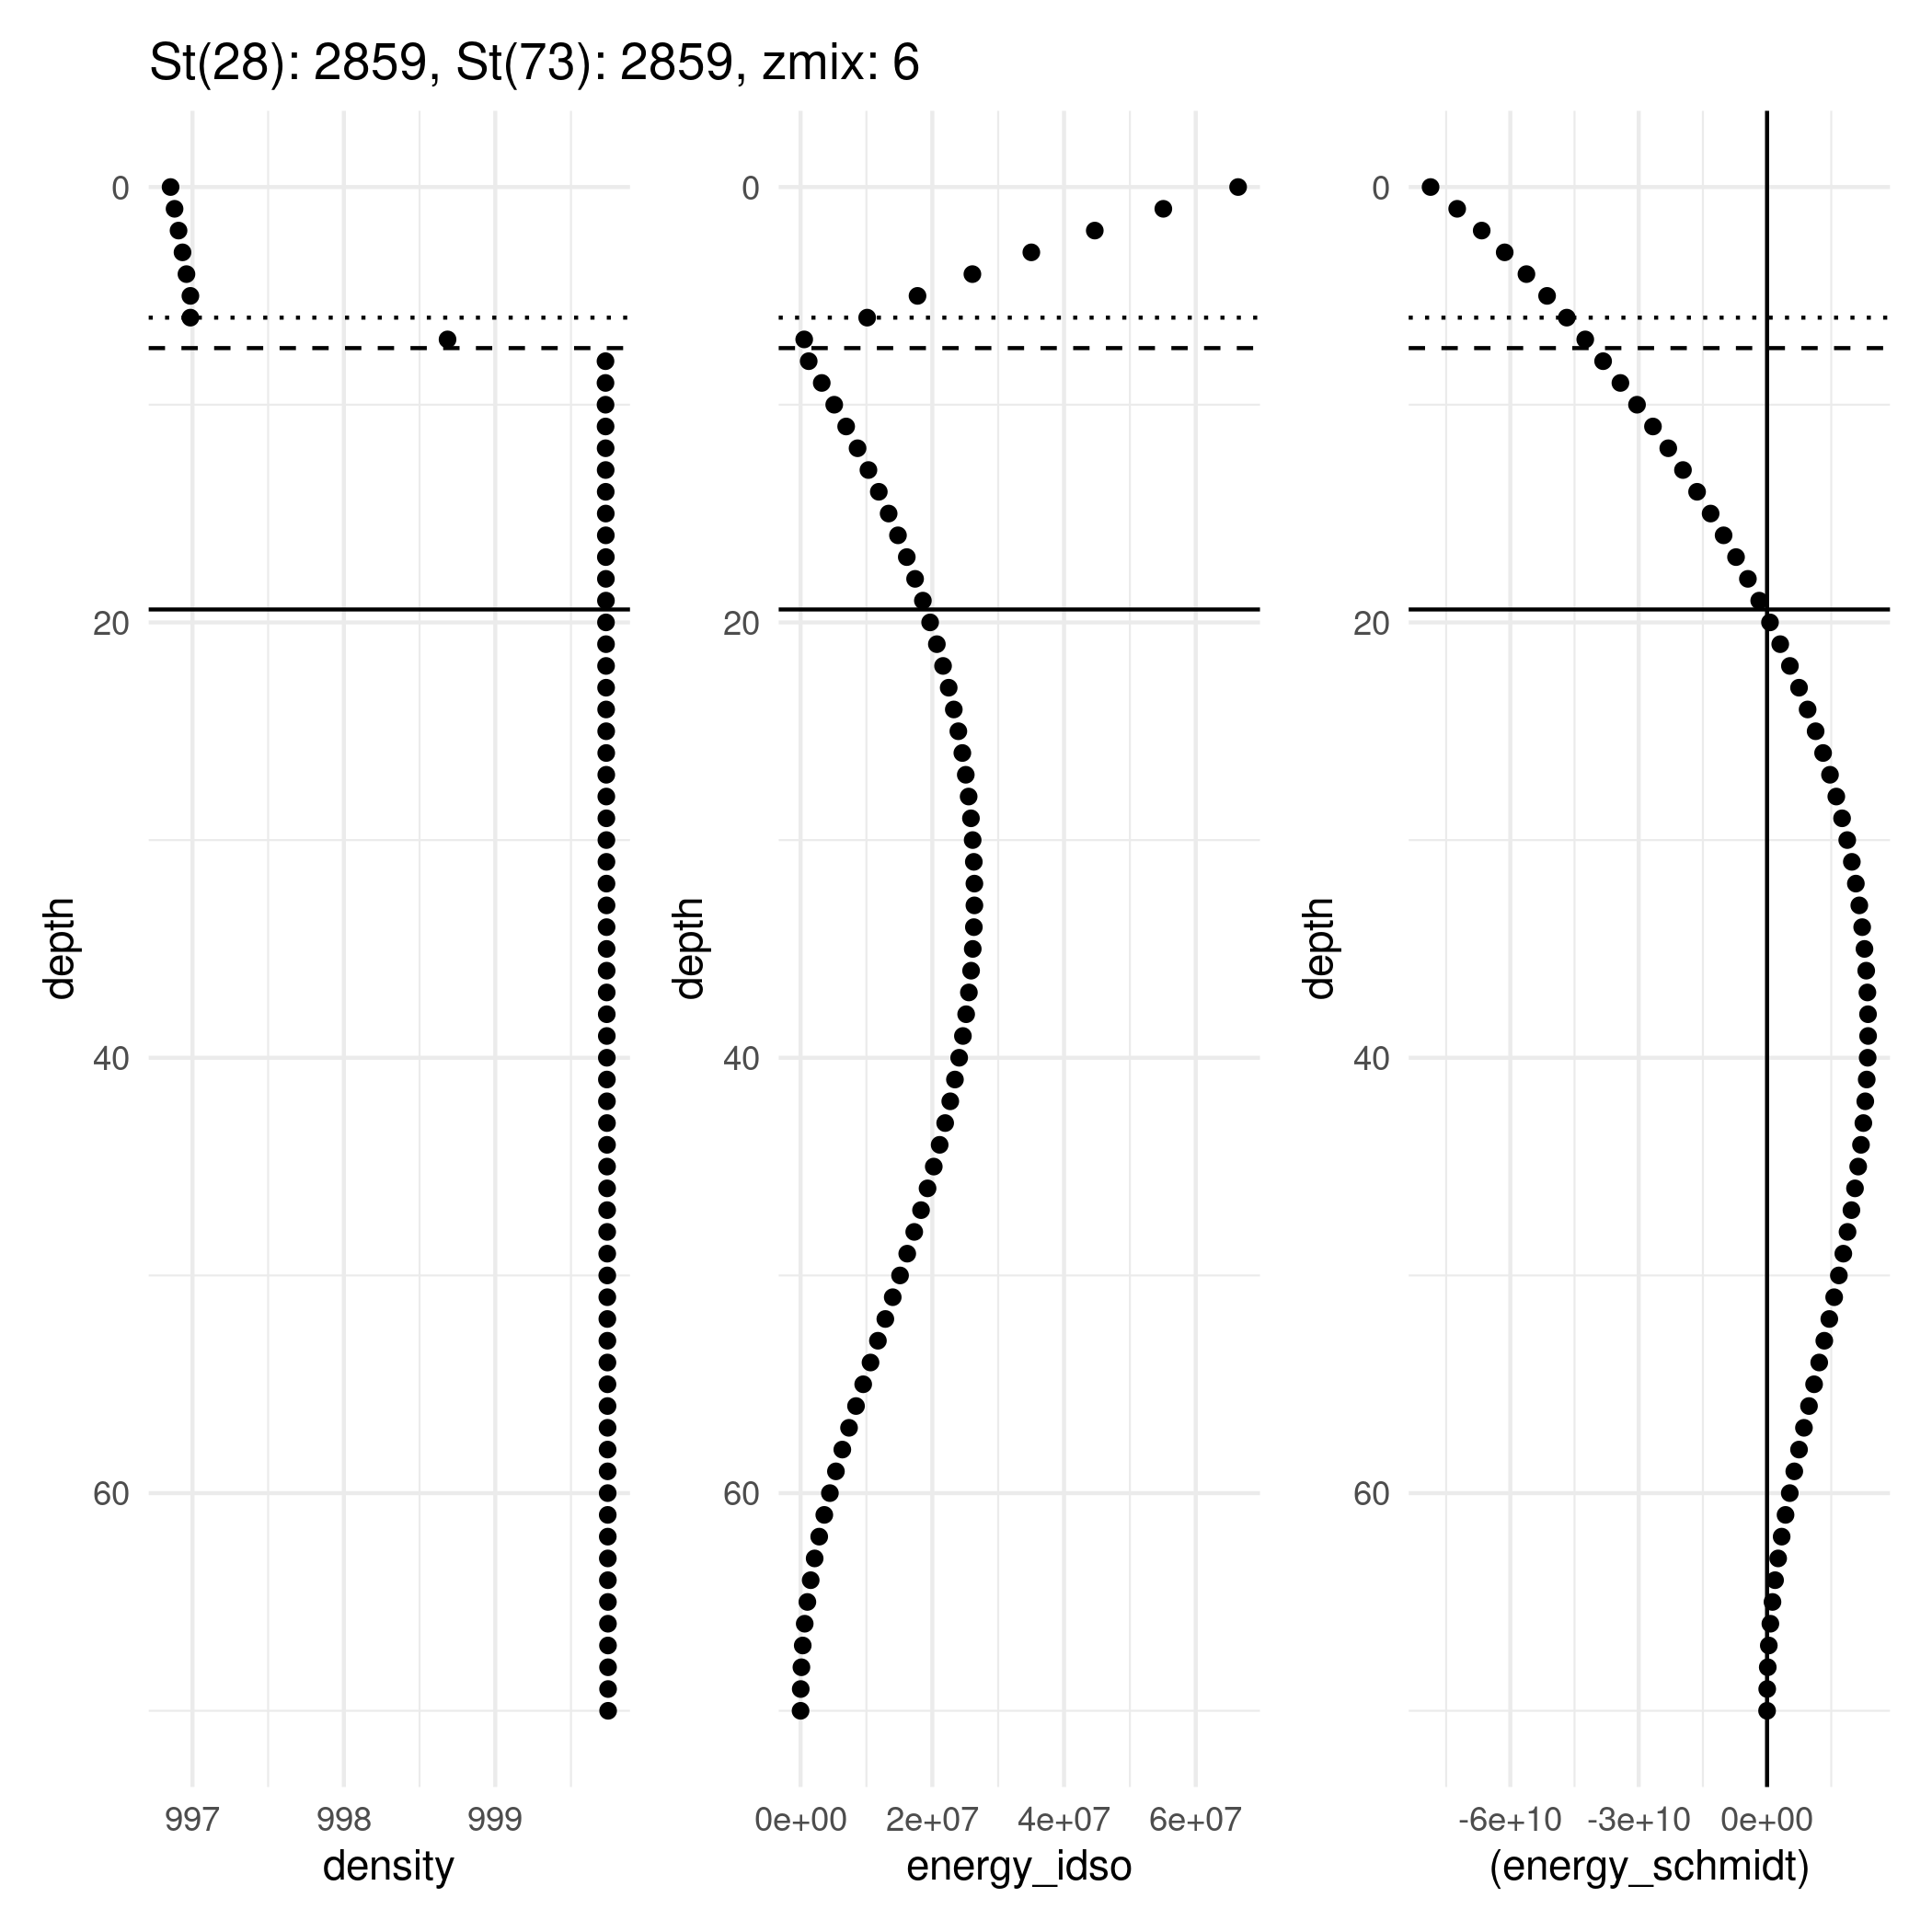 St(28): 2859, St(73): 2859, zmix: 6
0
20
40
60
depth
997 998 999
density
0
20
40
60
depth
0e+00 2e+07 4e+07 6e+07
energy_idso
0
20
40
60
depth
-6e+10 -3e+10 0e+00
(energy_schmidt)